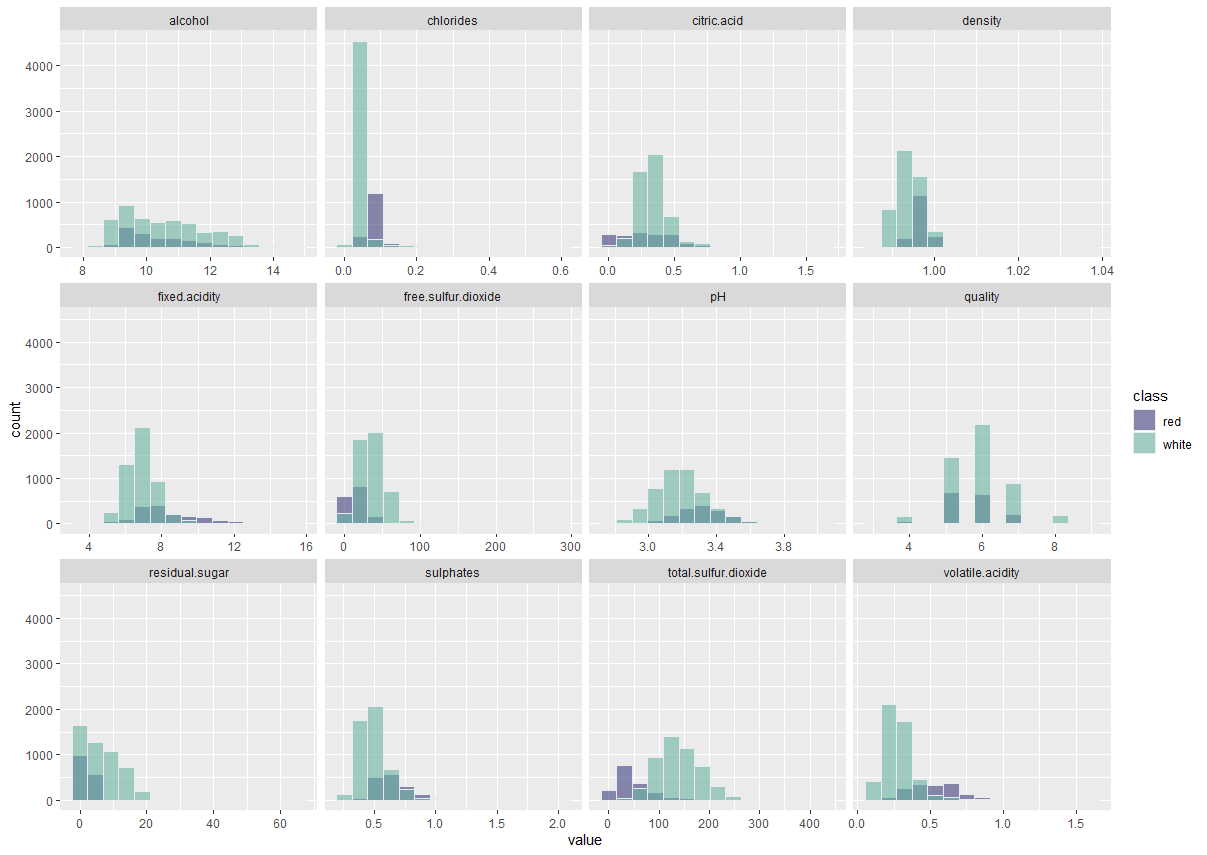 alcohol chlorides citric.acid density
4000
3000
2000
1000
0
8 10 12 14 0.0 0.2 0.4 0.6 0.0 0.5 1.0 1.5 1.00 1.02 1.04
fixed.acidity free.sulfur.dioxide pH quality
4000
3000
2000
1000
0
4 8 12 16 0 100 200 300 3.0 3.4 3.8 4 6 8
residual.sugar sulphates total.sulfur.dioxide volatile.acidity
4000
3000
2000
1000
0
0 20 40 60 0.5 1.0 1.5 2.0 0 100 200 300 400 0.0 0.5 1.0 1.5
count
value
class
red
white